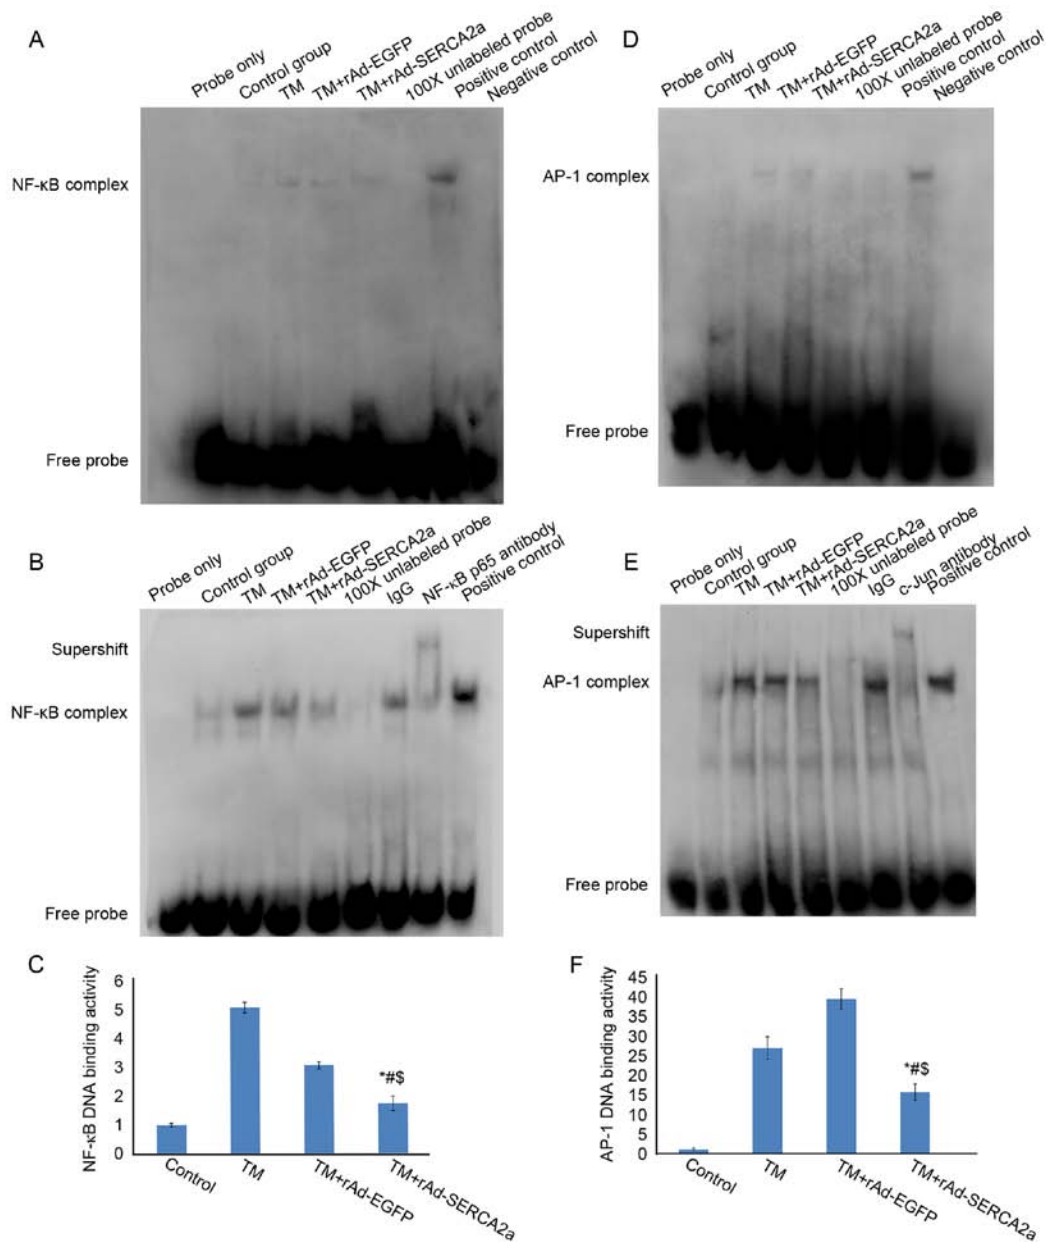 A
Probe only
Control group
TM
TM+rAd-EGFP
TM+rAd-SERCA2a
100X unlabeled probe
Positive control
Negative control
NF-κB complex
Free probe
D
Probe only
Control group
TM
TM+rAd-EGFP
TM+rAd-SERCA2a
100X unlabeled probe
Positive control
Negative control
AP-1 complex
Free probe
B
Probe only
Control group
TM
TM+rAd-EGFP
TM+rAd-SERCA2a
100X unlabeled probe
IgG
NF-κB p65 antibody
Positive control
Supershift
NF-κB complex
Free probe
E
Probe only
Control group
TM
TM+rAd-EGFP
TM+rAd-SERCA2a
100X unlabeled probe
IgG
c-Jun antibody
Positive control
Supershift
AP-1 complex
Free probe
C
NF-κB DNA binding activity
6
5
4
3
2
1
0
*#$
Control
TM
TM+rAd-EGFP
TM+rAd-SERCA2a
F
AP-1 DNA binding activity
45
40
35
30
25
20
15
10
5
0
*#$
Control
TM
TM+rAd-EGFP
TM+rAd-SERCA2a